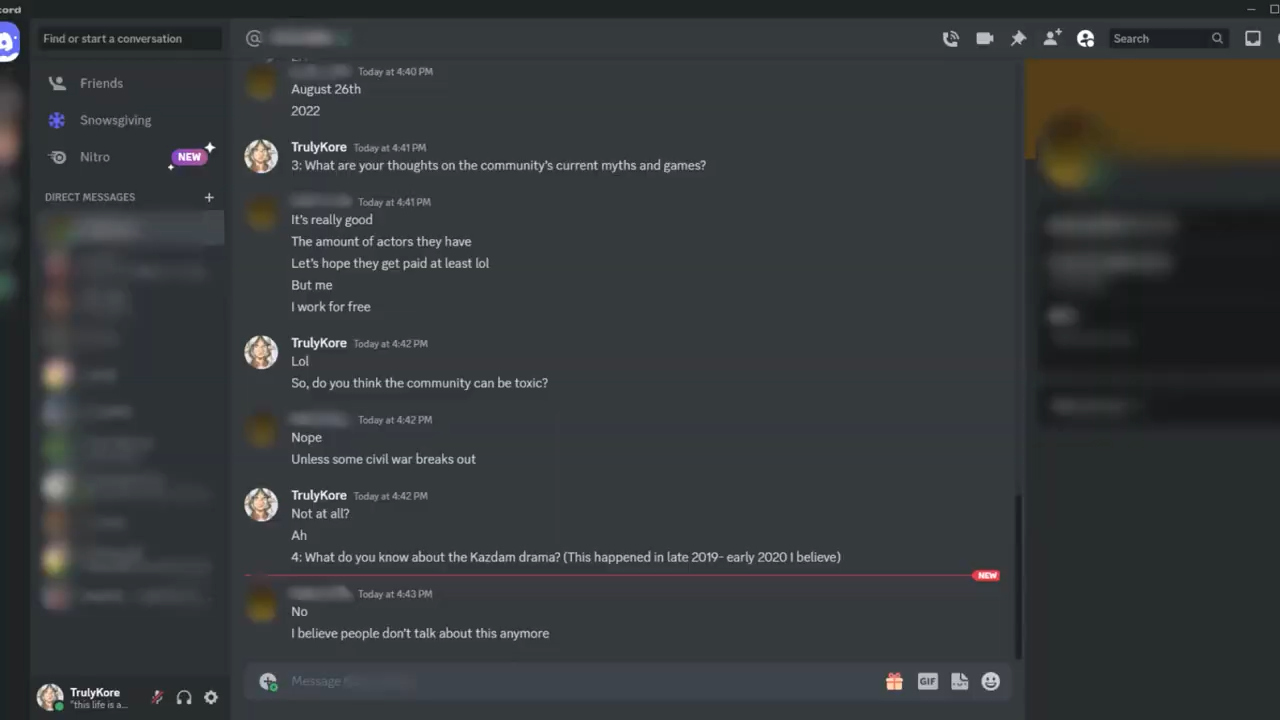 cord
Find or start a conversation
Search
Friends
Snowsgiving
Nitro
NEW
DIRECT MESSAGES
+
Today at 4:40 PM
August 26th
2022
TrulyKore Today at 4:41 PM
3: What are your thoughts on the community's current myths and games?
Today at 4:41 PM
It's really good
The amount of actors they have
Let's hope they get paid at least lol
But me
I work for free
TrulyKore Today at 4:42 PM
Lol
So, do you think the community can be toxic?
Today at 4:42 PM
Nope
Unless some civil war breaks out
TrulyKore Today at 4:42 PM
Not at all?
Ah
4: What do you know about the Kazdam drama? (This happened in late 2019- early 2020 I believe)
NEW
Today at 4:43 PM
No
I believe people don't talk about this anymore
Message
GIF
TrulyKore
"this life is a...